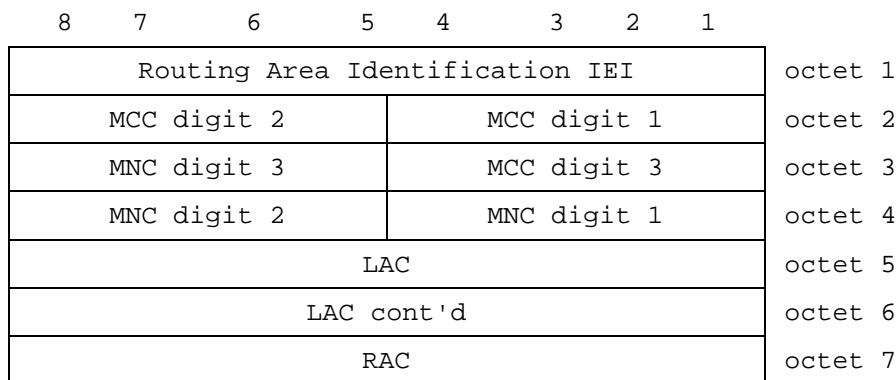 8 7 6 5 4 3 2 1
Routing Area Identification IEI octet 1
MCC digit 2 MCC digit 1 octet 2
MNC digit 3 MCC digit 3 octet 3
MNC digit 2 MNC digit 1 octet 4
LAC octet 5
LAC cont'd octet 6
RAC octet 7